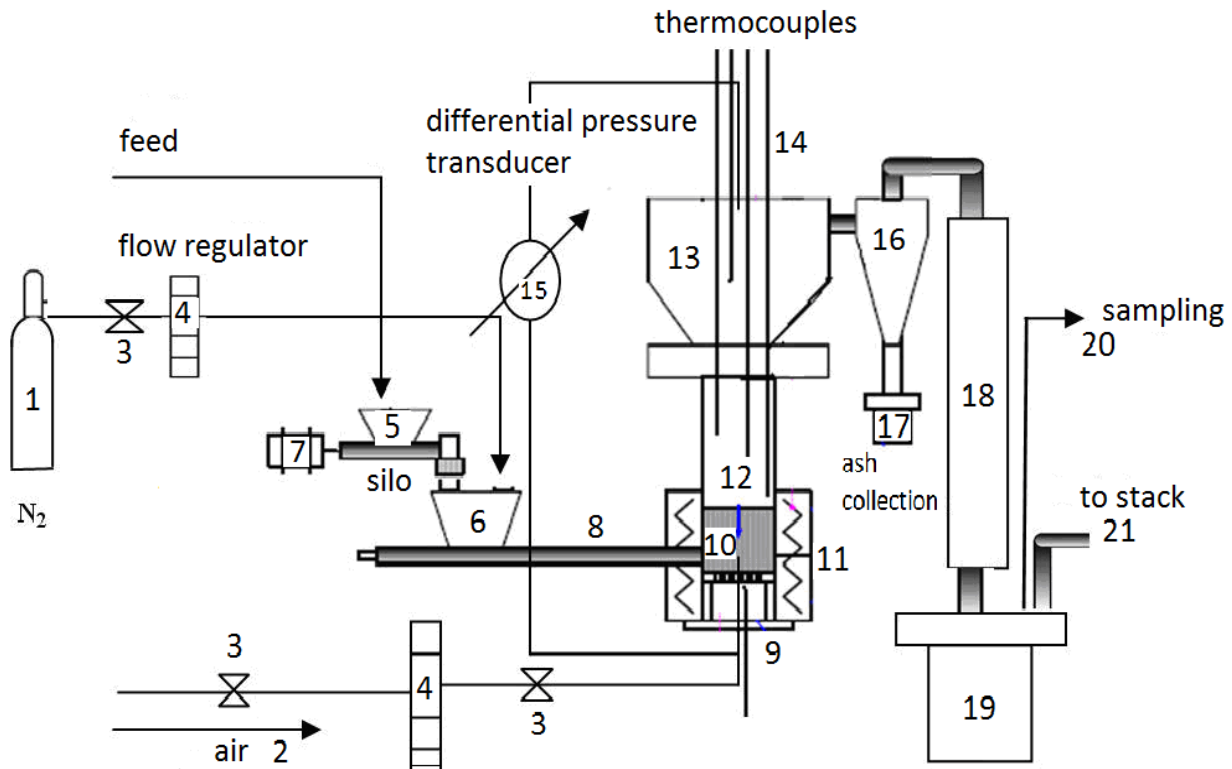 thermocouples
differential pressure
transducer
feed
14
flow regulator
16
13
15
4
sampling
20
3
1
18
5
17
7
silo
ash
collection
12
to stack
21
N2
6
8
10
11
3
9
4
19
3
air 2